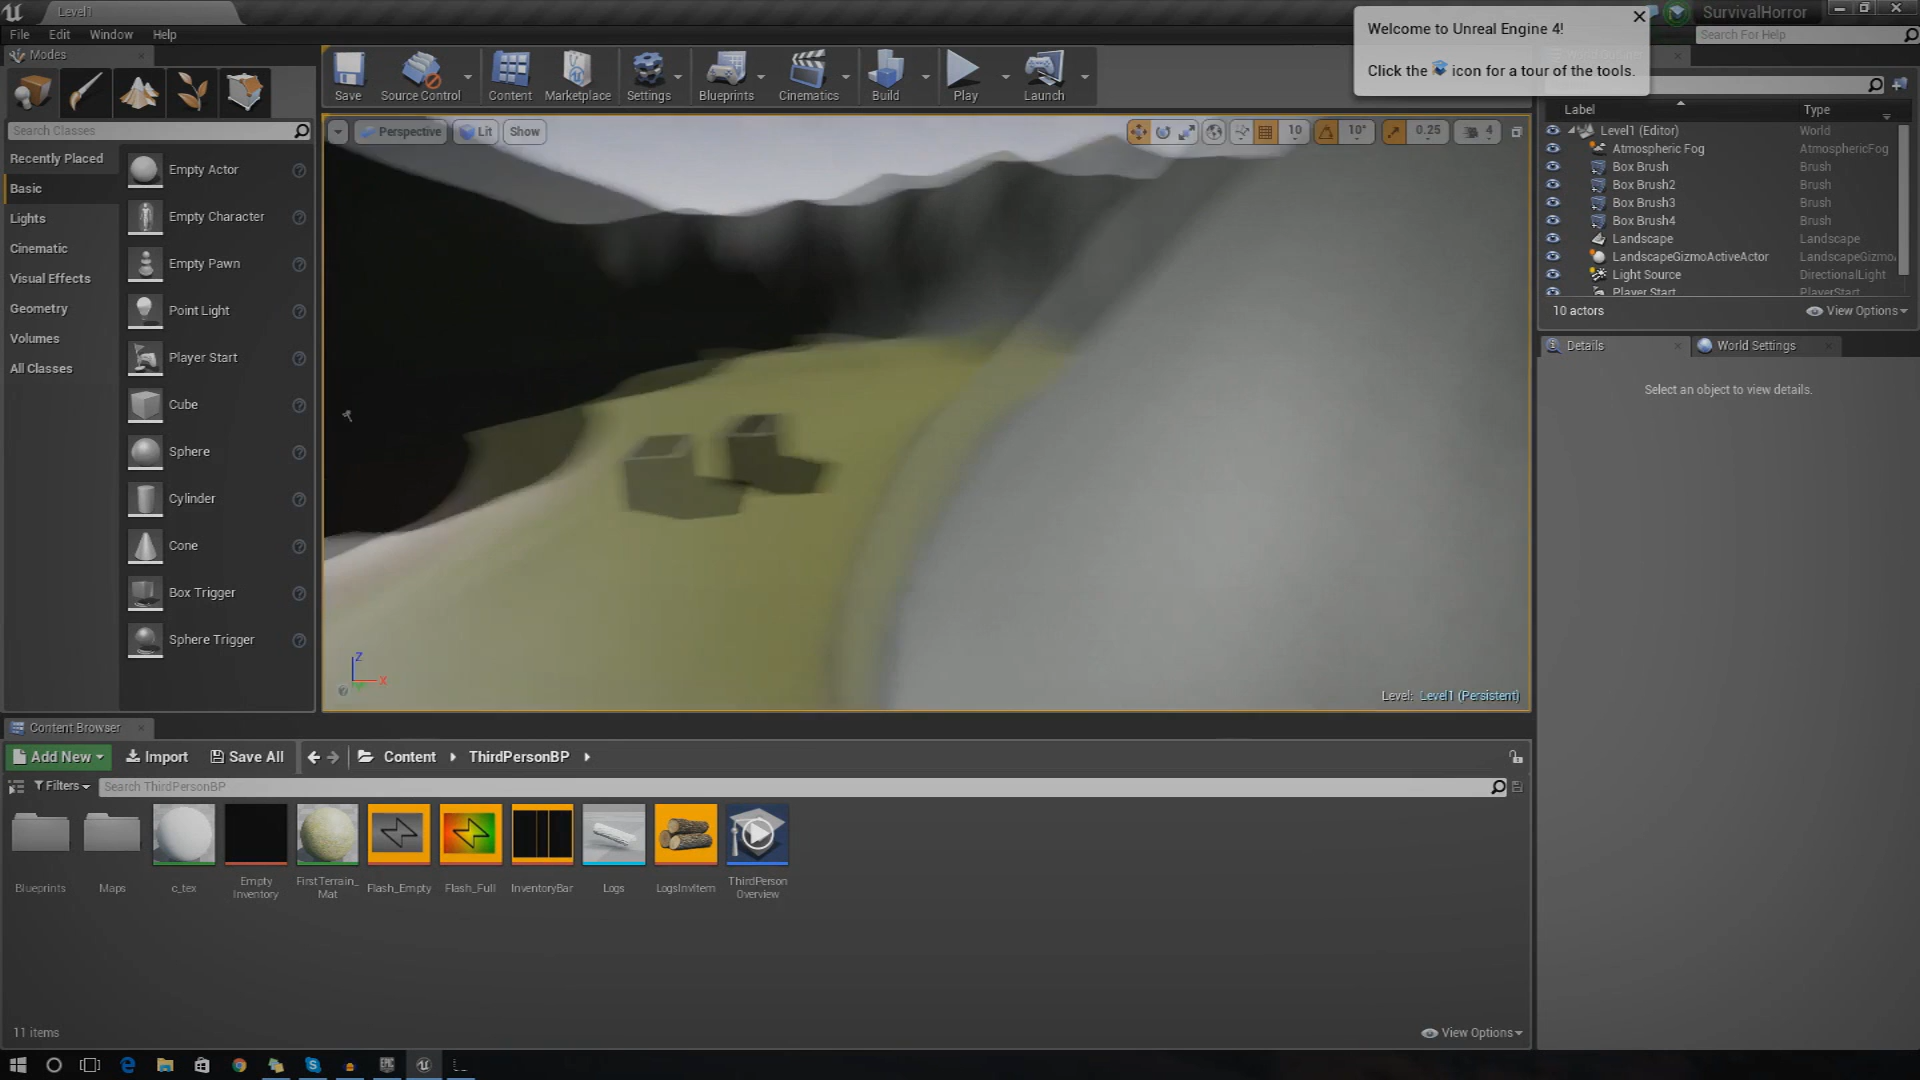 Level1
SurvivalHorror
File Edit Window Help
Search For Help
Welcome to Unreal Engine 4!
Click the icon for a tour of the tools.
Modes
Search Classes
Recently Placed
Basic
Lights
Cinematic
Visual Effects
Geometry
Volumes
All Classes
Empty Actor
Empty Character
Empty Pawn
Point Light
Player Start
Cube
Sphere
Cylinder
Cone
Box Trigger
Sphere Trigger
Save Source Control Content Marketplace Settings Blueprints Cinematics Build Play Launch
Perspective Lit Show
10 10° 0.25 4
Z
X
Level: Level1 (Persistent)
Label Type
Level1 (Editor) World
Atmospheric Fog AtmosphericFog
Box Brush Brush
Box Brush2 Brush
Box Brush3 Brush
Box Brush4 Brush
Landscape Landscape
LandscapeGizmoActiveActor LandscapeGizmo
Light Source DirectionalLight
Player Start PlayerStart
10 actors View Options
Details World Settings
Select an object to view details.
Content Browser
Add New Import Save All Content ThirdPersonBP
Filters Search ThirdPersonBP
Blueprints
Maps
c_tex
Empty
Inventory
FirstTerrain_
Mat
Flash_Empty
Flash_Full
InventoryBar
Logs
LogsInvItem
ThirdPerson
Overview
11 items View Options
EPIC